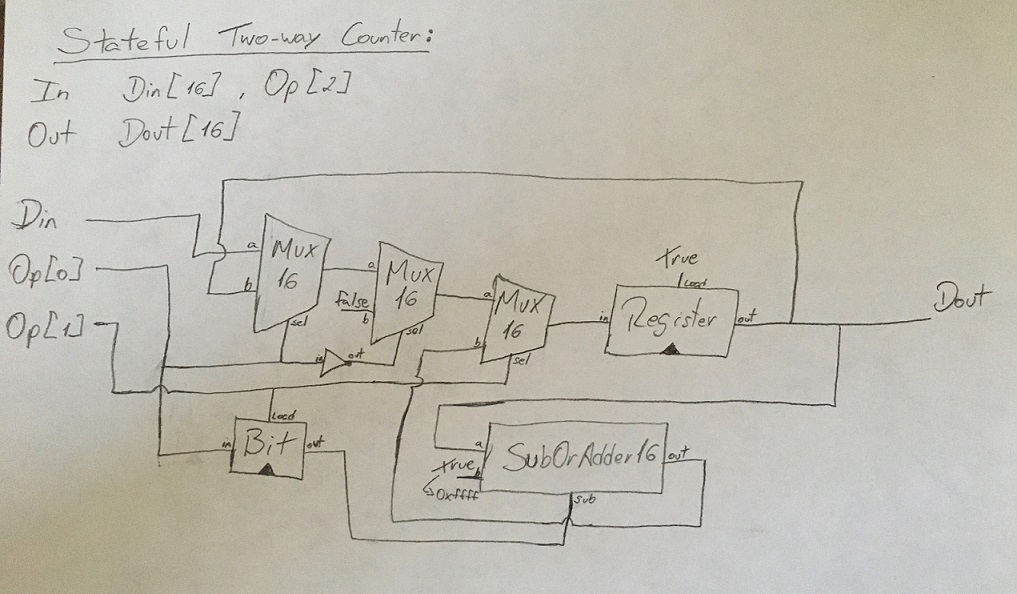 Stateful Two-way Counter:
In Din[16], Op[2]
Out Dout[16]
Din
Op[0]
Op[1]
a
b
Mux
16
sel
a
false
b
Mux
16
sel
in
out
a
b
Mux
16
sel
true
Load
in
Register
out
Dout
Load
in
Bit
out
a
true
b
0xffff
SubOrAdder16
out
sub